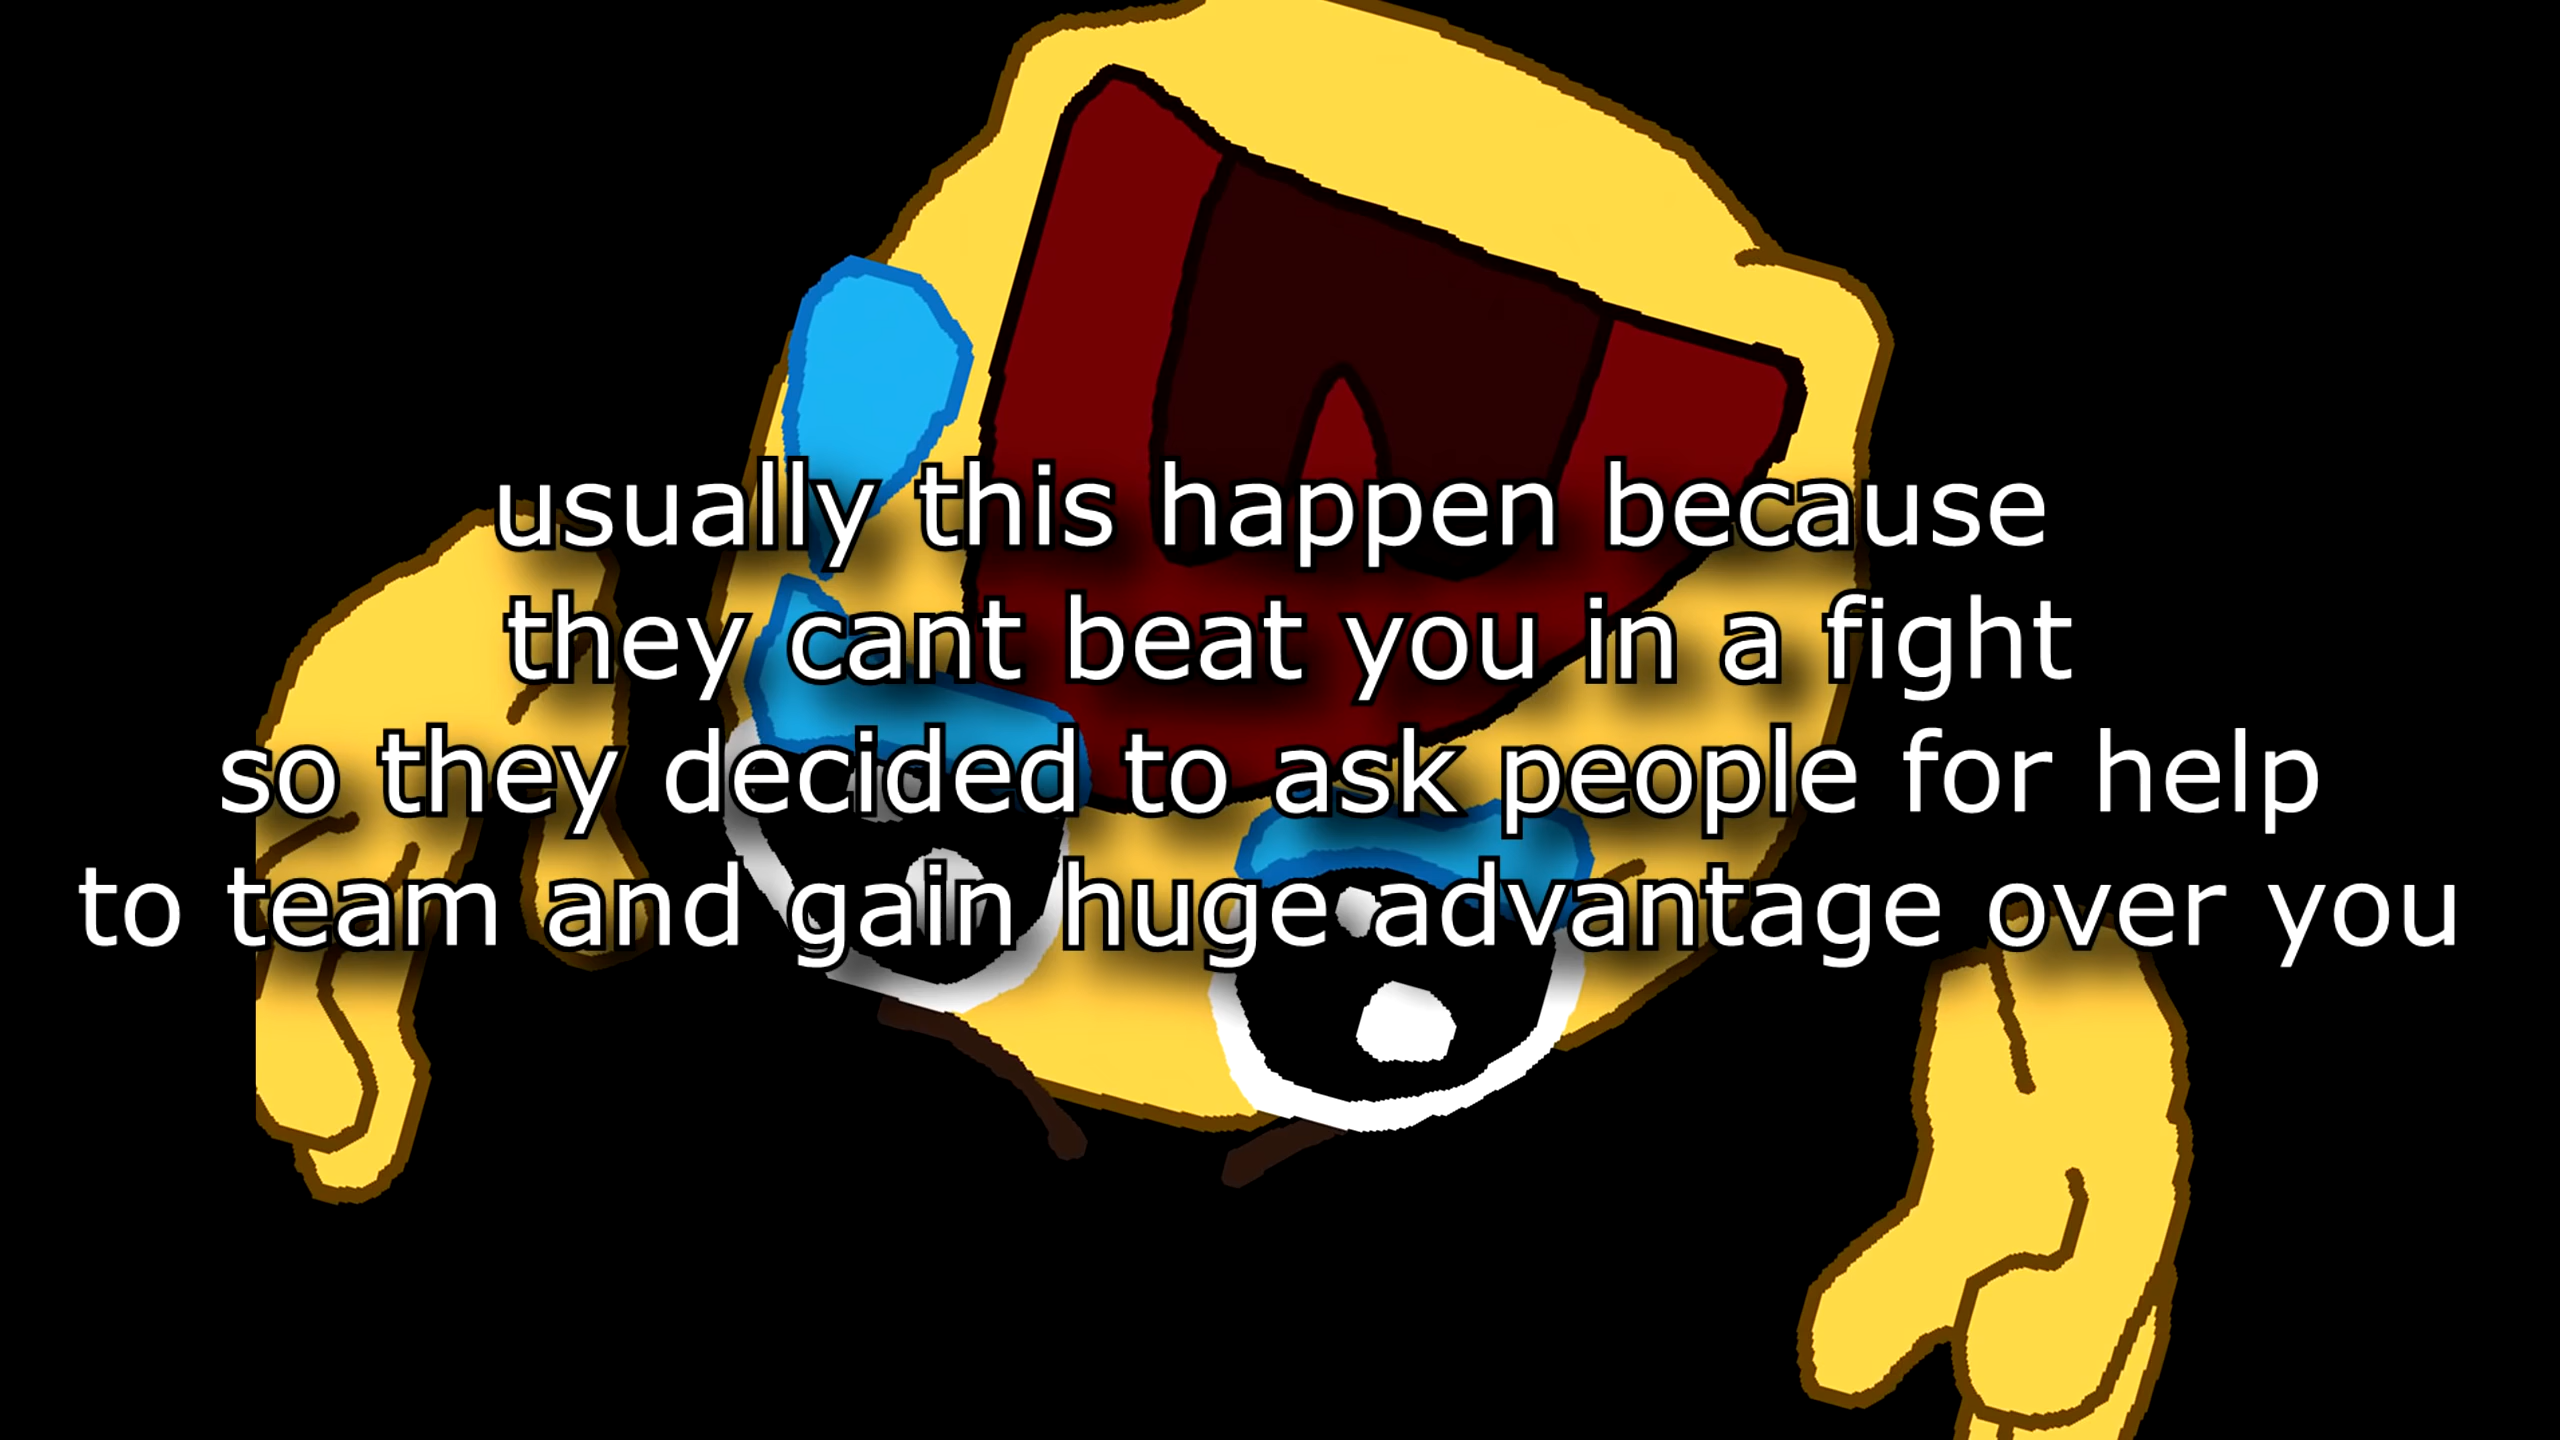 usually this happen because
they cant beat you in a fight
so they decided to ask people for help
to team and gain huge advantage over you